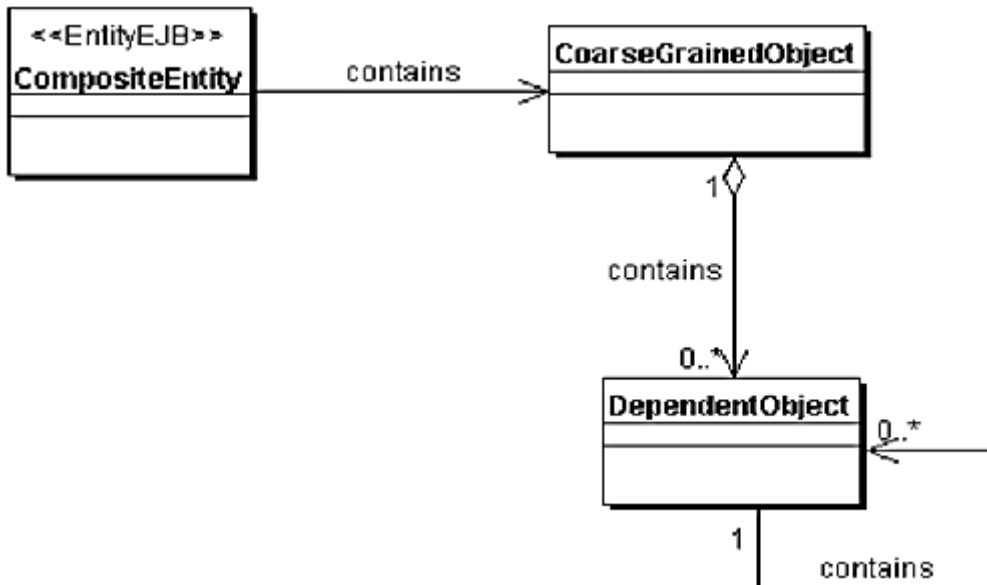 <<EntityEJB>>
CompositeEntity
contains
CoarseGrainedObject
1
contains
0..*
DependentObject
0..*
1
contains